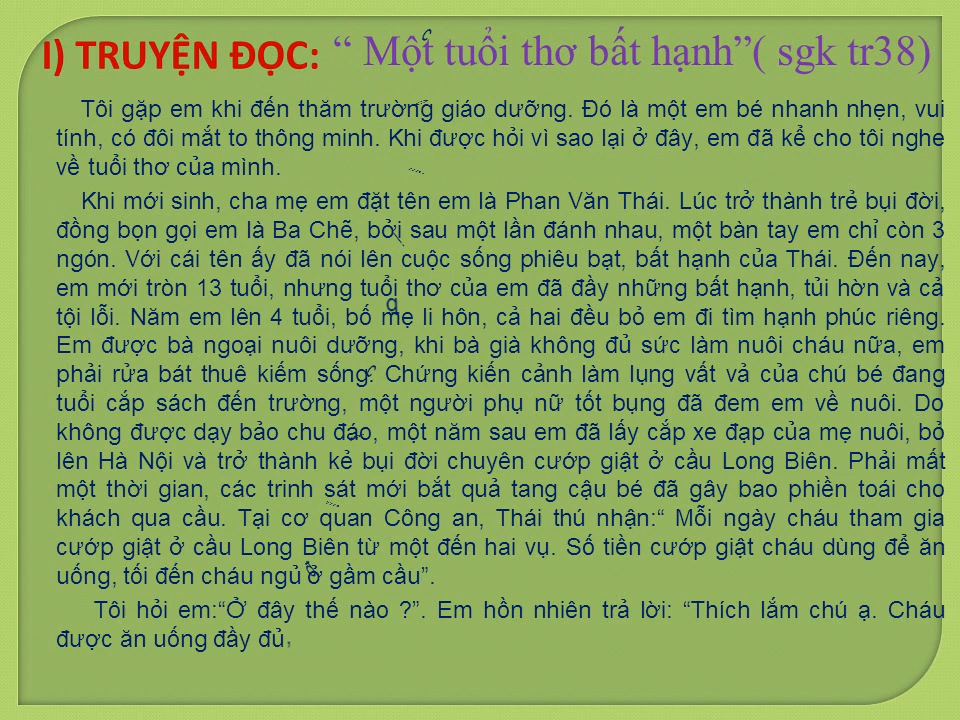 I) TRUYỆN ĐỌC: “ Một tuổi thơ bất hạnh”( sgk tr38)
Tôi gặp em khi đến thăm trường giáo dưỡng. Đó là một em bé nhanh nhẹn, vui
tính, có đôi mắt to thông minh. Khi được hỏi vì sao lại ở đây, em đã kể cho tôi nghe
về tuổi thơ của mình.
Khi mới sinh, cha mẹ em đặt tên em là Phan Văn Thái. Lúc trở thành trẻ bụi đời,
đồng bọn gọi em là Ba Chẽ, bởi sau một lần đánh nhau, một bàn tay em chỉ còn 3
ngón. Với cái tên ấy đã nói lên cuộc sống phiêu bạt, bất hạnh của Thái. Đến nay,
em mới tròn 13 tuổi, nhưng tuổi thơ của em đã đầy những bất hạnh, tủi hờn và cả
tội lỗi. Năm em lên 4 tuổi, bố mẹ li hôn, cả hai đều bỏ em đi tìm hạnh phúc riêng.
Em được bà ngoại nuôi dưỡng, khi bà già không đủ sức làm nuôi cháu nữa, em
phải rửa bát thuê kiếm sống. Chứng kiến cảnh làm lụng vất vả của chú bé đang
tuổi cắp sách đến trường, một người phụ nữ tốt bụng đã đem em về nuôi. Do
không được dạy bảo chu đáo, một năm sau em đã lấy cắp xe đạp của mẹ nuôi, bỏ
lên Hà Nội và trở thành kẻ bụi đời chuyên cướp giật ở cầu Long Biên. Phải mất
một thời gian, các trinh sát mới bắt quả tang cậu bé đã gây bao phiền toái cho
khách qua cầu. Tại cơ quan Công an, Thái thú nhận:“ Mỗi ngày cháu tham gia
cướp giật ở cầu Long Biên từ một đến hai vụ. Số tiền cướp giật cháu dùng để ăn
uống, tối đến cháu ngủ ở gầm cầu”.
Tôi hỏi em:“Ở đây thế nào ?”. Em hồn nhiên trả lời: “Thích lắm chú ạ. Cháu
được ăn uống đầy đủ,